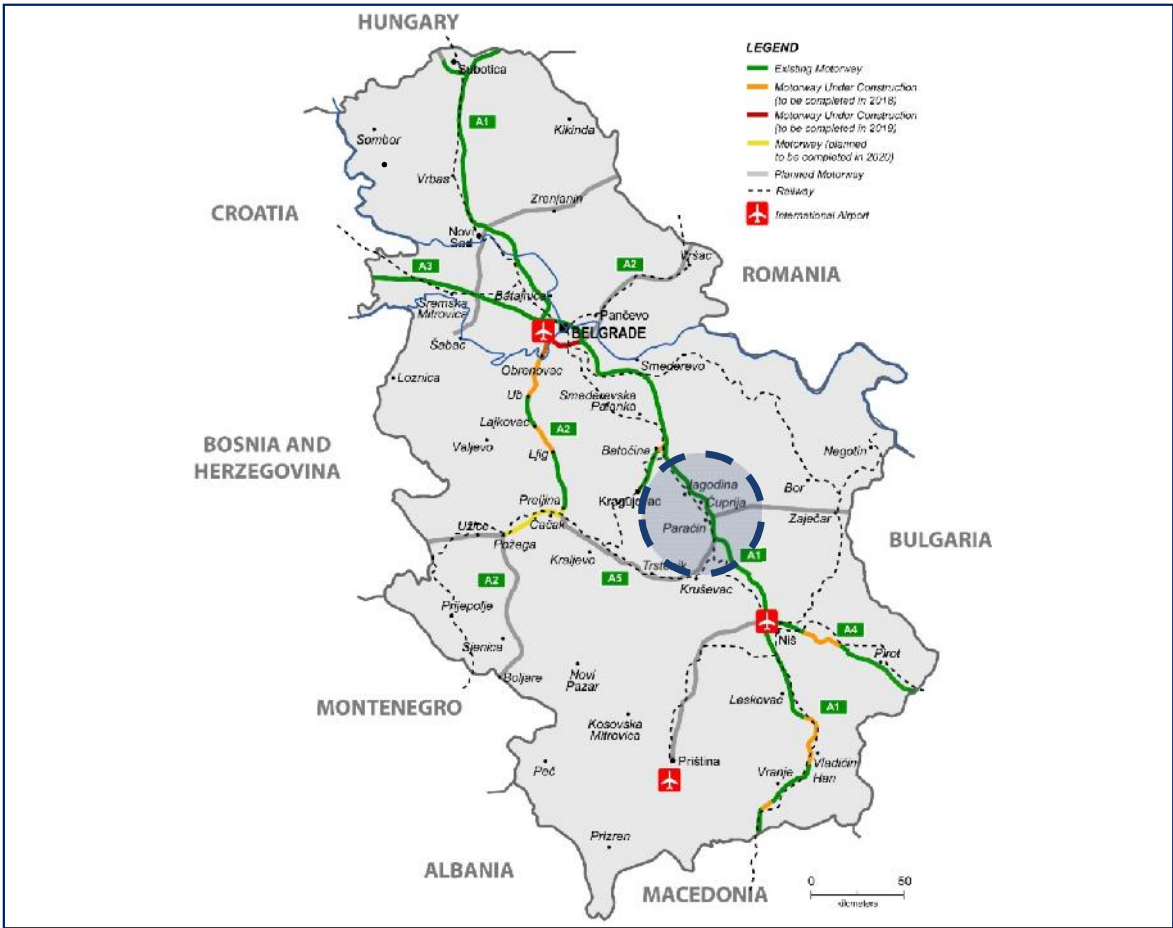 HUNGARY
LEGEND
Existing Motorway
Motorway Under Construction
(to be completed in 2018)
Motorway Under Construction
(to be completed in 2019)
Motorway (planned
to be completed in 2020)
Planned Motorway
Railway
International Airport
Subotica
A1
Sombor
Kikinda
Vrbas
CROATIA
Zrenjanin
Novi
Sad
A3
A2
Vršac
ROMANIA
Batajnica
Sremska
Mitrovica
Pančevo
BELGRADE
Šabac
Obrenovac
Smederevo
Loznica
Ub
Smederevska
Palanka
Lajkovac
A2
BOSNIA AND
HERZEGOVINA
Valjevo
Ljig
Batočina
Negotin
Jagodina
Bor
Kragujevac
Ćuprija
Preljina
Čačak
Paraćin
Zaječar
Užice
Požega
BULGARIA
Kraljevo
A5
Trstenik
A1
A2
Kruševac
Prijepolje
Niš
A4
Sjenica
Pirot
Boljare
Novi
Pazar
Leskovac
A1
MONTENEGRO
Kosovska
Mitrovica
Priština
Vladičin
Han
Peć
Vranje
Prizren
ALBANIA
MACEDONIA
0 50
kilometers